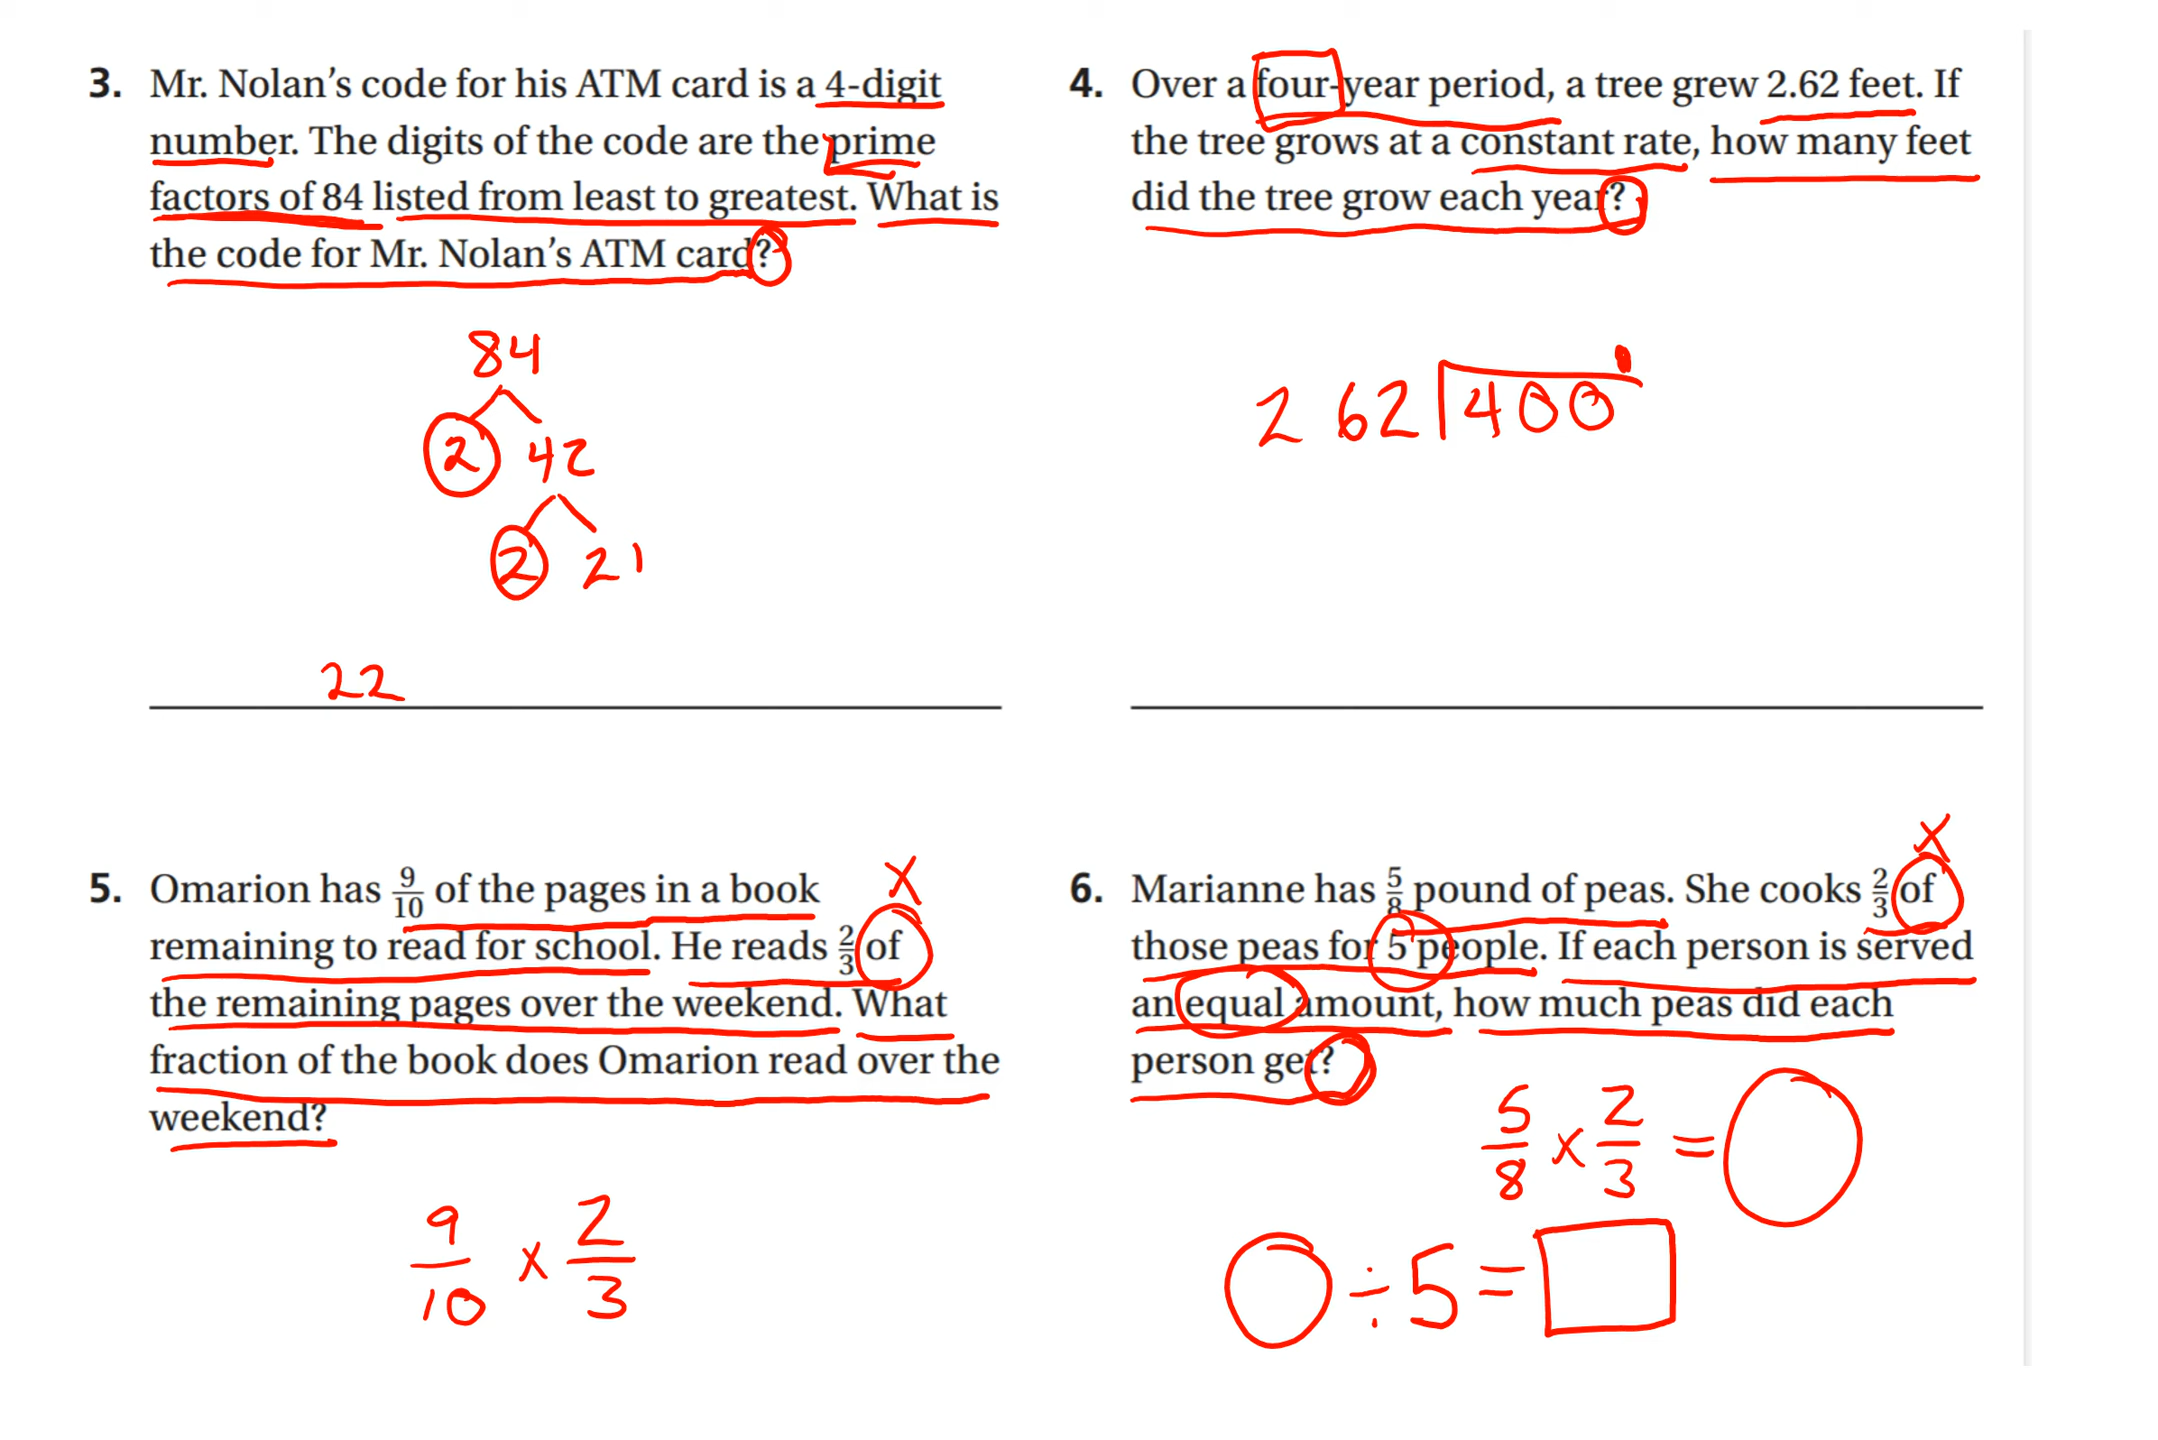 3. Mr. Nolan's code for his ATM card is a 4-digit
number. The digits of the code are the prime
factors of 84 listed from least to greatest. What is
the code for Mr. Nolan's ATM card?
84
2 42
2 21
22
4. Over a four-year period, a tree grew 2.62 feet. If
the tree grows at a constant rate, how many feet
did the tree grow each year?
2 62 400
5. Omarion has 9/10 of the pages in a book
remaining to read for school. He reads 2/3 of
the remaining pages over the weekend. What
fraction of the book does Omarion read over the
weekend?
x
9/10 x 2/3
6. Marianne has 5/8 pound of peas. She cooks 2/3 of
those peas for 5 people. If each person is served
an equal amount, how much peas did each
person get?
x
5/8 x 2/3 =
÷ 5 =